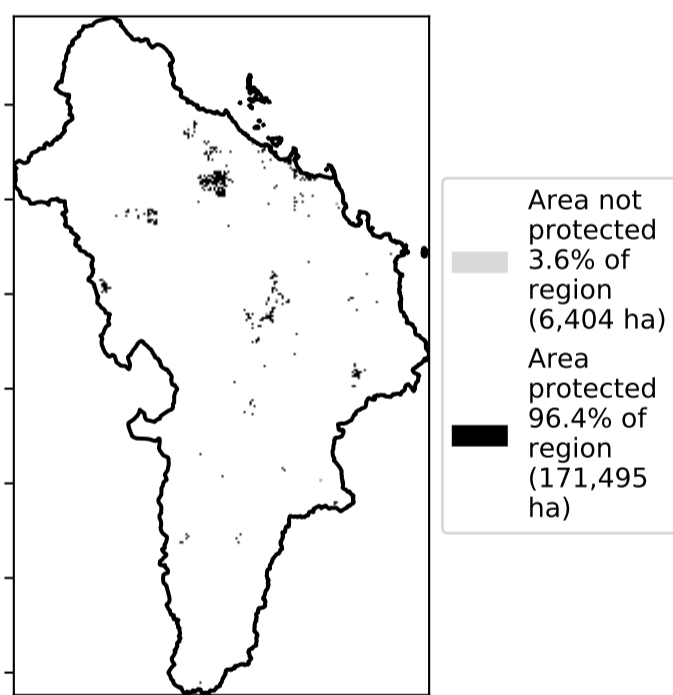 Area not
protected
3.6% of
region
(6,404 ha)
Area
protected
96.4% of
region
(171,495
ha)